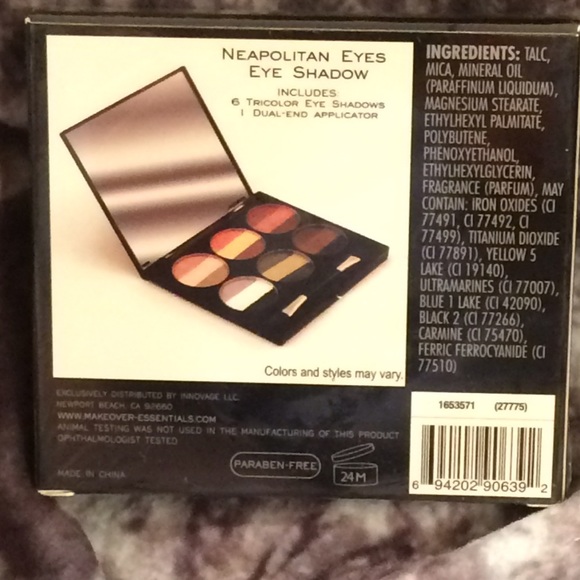 NEAPOLITAN EYES
EYE SHADOW
INCLUDES:
6 TRICOLOR EYE SHADOWS
1 DUAL-END APPLICATOR
Colors and styles may vary.
INGREDIENTS: TALC,
MICA, MINERAL OIL
(PARAFFINUM LIQUIDUM),
MAGNESIUM STEARATE,
ETHYLHEXYL PALMITATE,
POLYBUTENE,
PHENOXYETHANOL,
ETHYLHEXYLGLYCERIN,
FRAGRANCE (PARFUM), MAY
CONTAIN: IRON OXIDES (CI
77491, CI 77492, CI
77499), TITANIUM DIOXIDE
(CI 77891), YELLOW 5
LAKE (CI 19140),
ULTRAMARINES (CI 77007),
BLUE 1 LAKE (CI 42090),
BLACK 2 (CI 77266),
CARMINE (CI 75470),
FERRIC FERROCYANIDE (CI
77510)
EXCLUSIVELY DISTRIBUTED BY INNOVAGE LLC.
NEWPORT BEACH, CA 92660
WWW.MAKEOVER-ESSENTIALS.COM
ANIMAL TESTING WAS NOT USED IN THE MANUFACTURING OF THIS PRODUCT
OPHTHALMOLOGIST TESTED
MADE IN CHINA
PARABEN-FREE
24M
1653571 (27775)
6 94202 90639 2